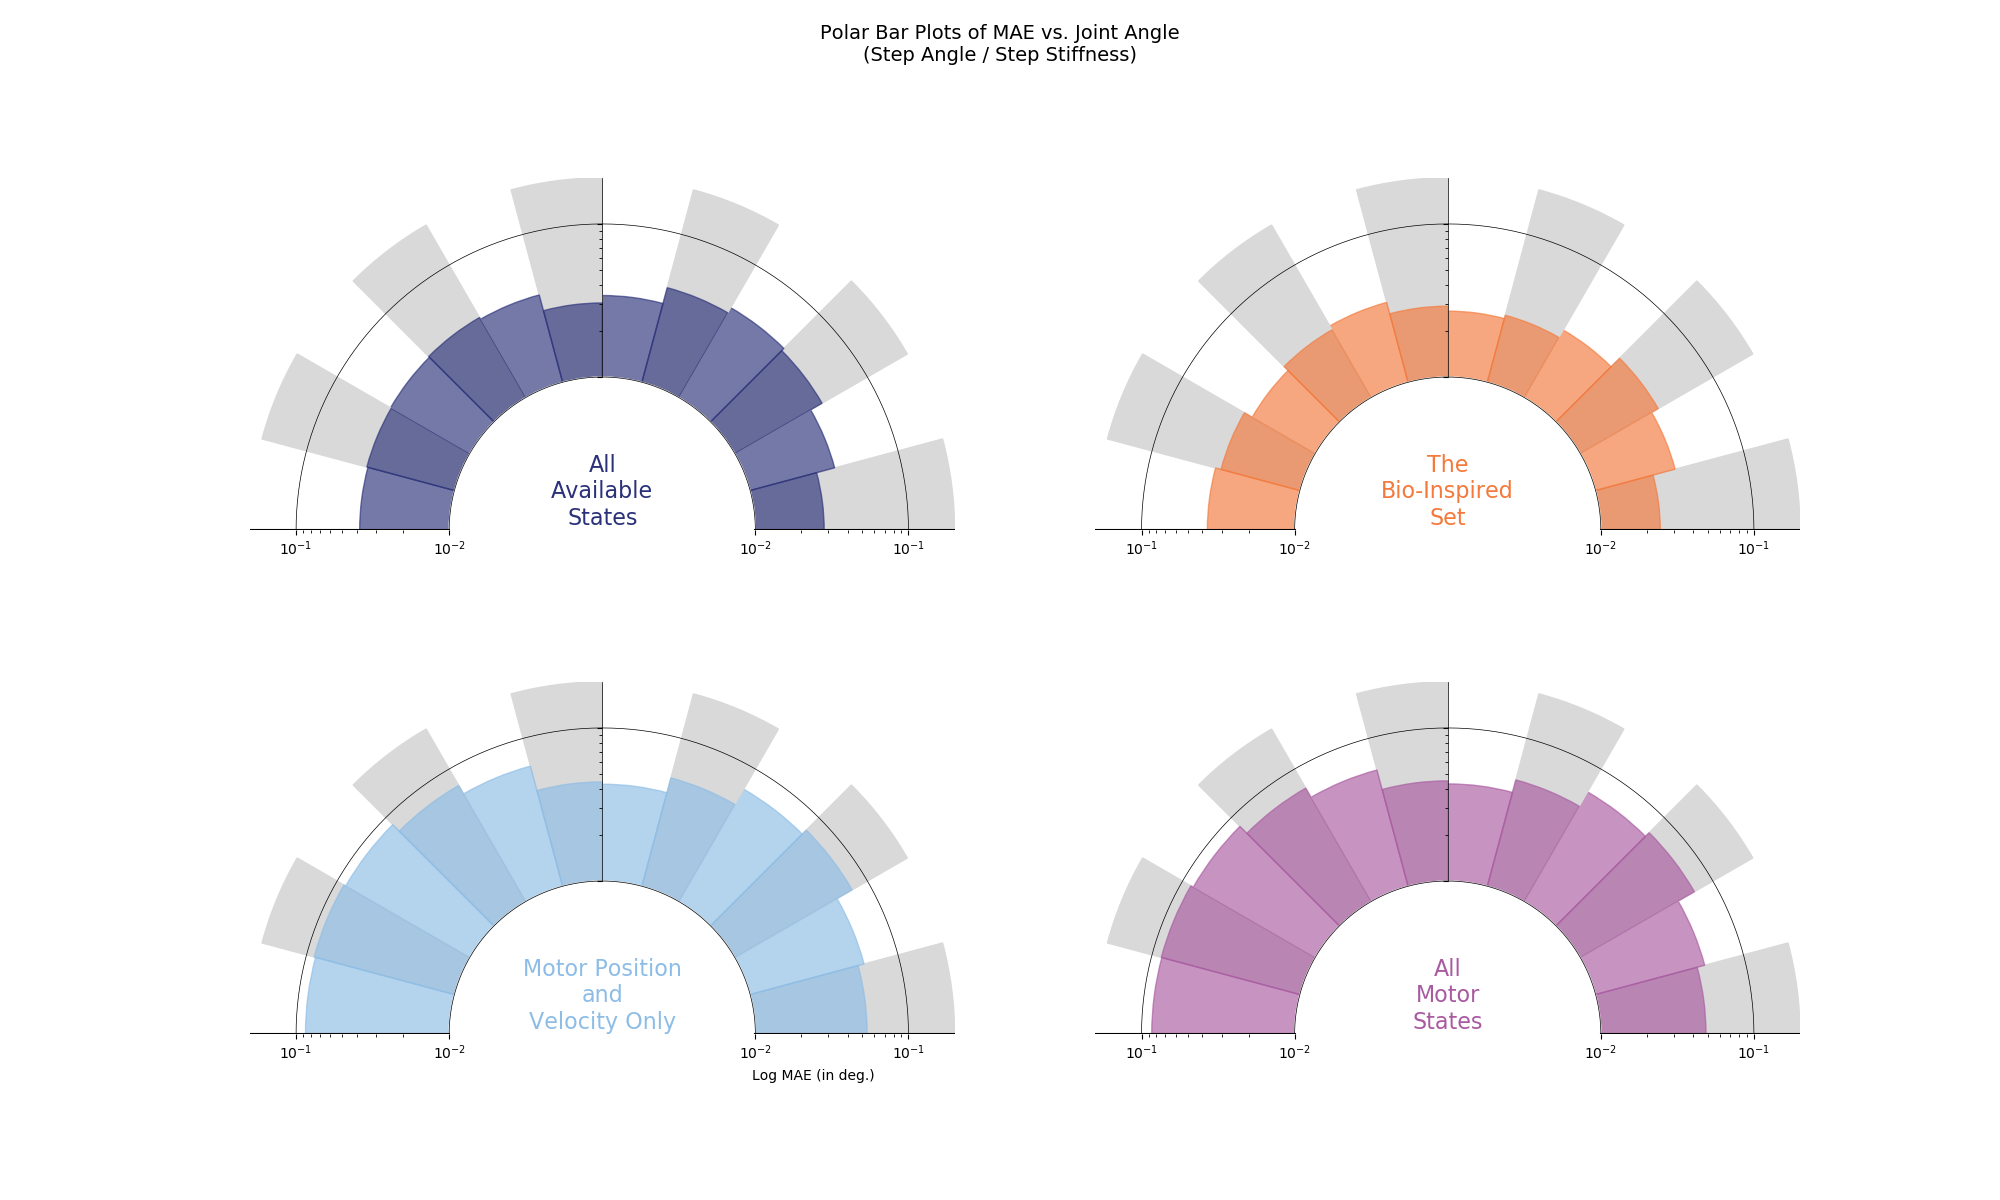 Polar Bar Plots of MAE vs. Joint Angle
(Step Angle / Step Stiffness)
All
Available
States
10⁻¹ 10⁻² 10⁻² 10⁻¹
The
Bio-Inspired
Set
10⁻¹ 10⁻² 10⁻² 10⁻¹
Motor Position
and
Velocity Only
10⁻¹ 10⁻² 10⁻² 10⁻¹
Log MAE (in deg.)
All
Motor
States
10⁻¹ 10⁻² 10⁻² 10⁻¹